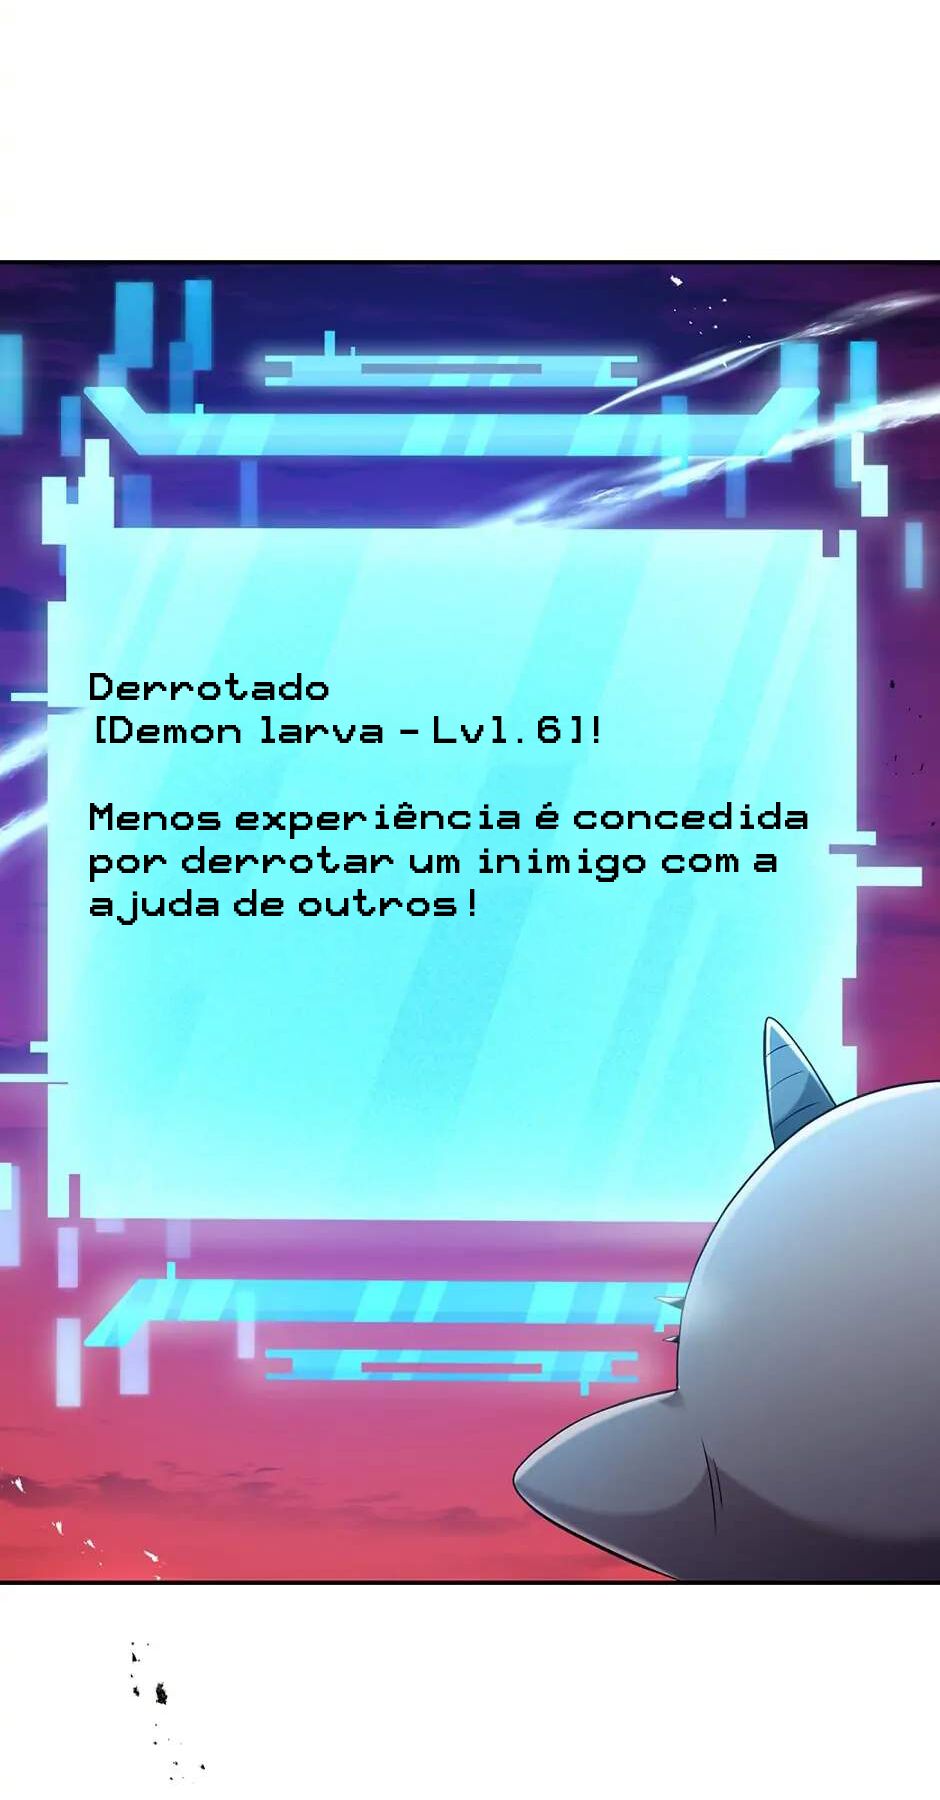 Derrotado
[Demon larva - Lvl.6]!
Menos experiência é concedida
por derrotar um inimigo com a
ajuda de outros!